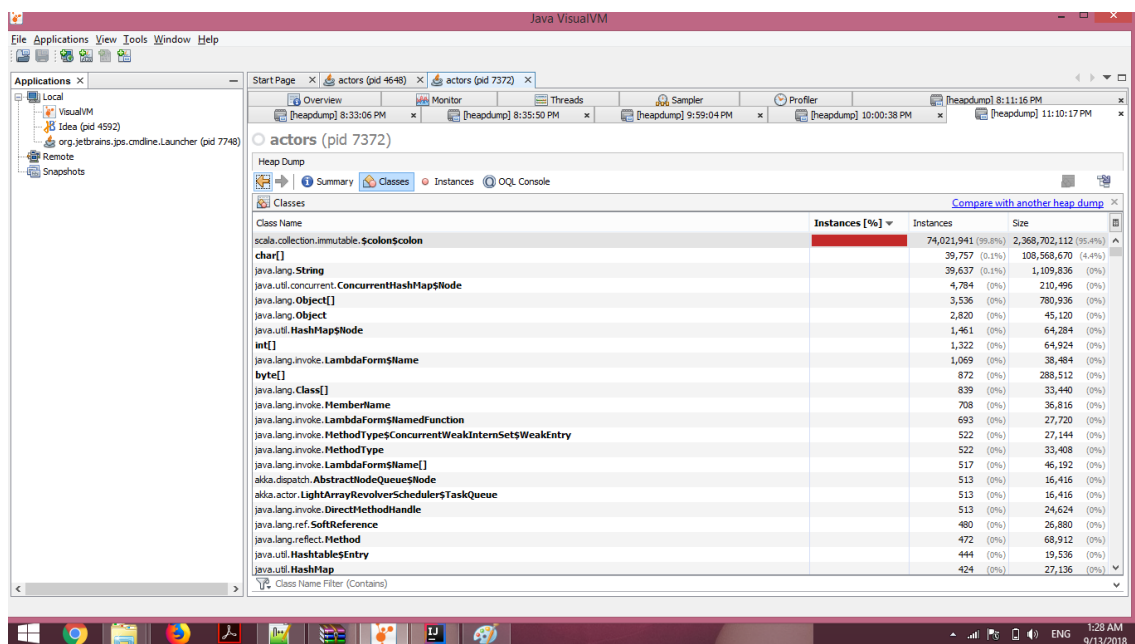 Java VisualVM
File Applications View Tools Window Help
Applications
Start Page actors (pid 4648) actors (pid 7372)
Local
VisualVM
Idea (pid 4592)
org.jetbrains.jps.cmdline.Launcher (pid 7748)
Remote
Snapshots
Overview Monitor Threads Sampler Profiler [heapdump] 8:11:16 PM
[heapdump] 8:33:06 PM [heapdump] 8:35:50 PM [heapdump] 9:59:04 PM [heapdump] 10:00:38 PM [heapdump] 11:10:17 PM
actors (pid 7372)
Heap Dump
Summary Classes Instances OQL Console
Classes Compare with another heap dump
Class Name Instances [%] Instances Size
scala.collection.immutable.$colon$colon 74,021,941 (99.8%) 2,368,702,112 (95.4%)
char[] 39,757 (0.1%) 108,568,670 (4.4%)
java.lang.String 39,637 (0.1%) 1,109,836 (0%)
java.util.concurrent.ConcurrentHashMap$Node 4,784 (0%) 210,496 (0%)
java.lang.Object[] 3,536 (0%) 780,936 (0%)
java.lang.Object 2,820 (0%) 45,120 (0%)
java.util.HashMap$Node 1,461 (0%) 64,284 (0%)
int[] 1,322 (0%) 64,924 (0%)
java.lang.invoke.LambdaForm$Name 1,069 (0%) 38,484 (0%)
byte[] 872 (0%) 288,512 (0%)
java.lang.Class[] 839 (0%) 33,440 (0%)
java.lang.invoke.MemberName 708 (0%) 36,816 (0%)
java.lang.invoke.LambdaForm$NamedFunction 693 (0%) 27,720 (0%)
java.lang.invoke.MethodType$ConcurrentWeakInternSet$WeakEntry 522 (0%) 27,144 (0%)
java.lang.invoke.MethodType 522 (0%) 33,408 (0%)
java.lang.invoke.LambdaForm$Name[] 517 (0%) 46,192 (0%)
akka.dispatch.AbstractNodeQueue$Node 513 (0%) 16,416 (0%)
akka.actor.LightArrayRevolverScheduler$TaskQueue 513 (0%) 16,416 (0%)
java.lang.invoke.DirectMethodHandle 513 (0%) 24,624 (0%)
java.lang.ref.SoftReference 480 (0%) 26,880 (0%)
java.lang.reflect.Method 472 (0%) 68,912 (0%)
java.util.Hashtable$Entry 444 (0%) 19,536 (0%)
java.util.HashMap 424 (0%) 27,136 (0%)
Class Name Filter (Contains)
ENG 1:28 AM
9/13/2018